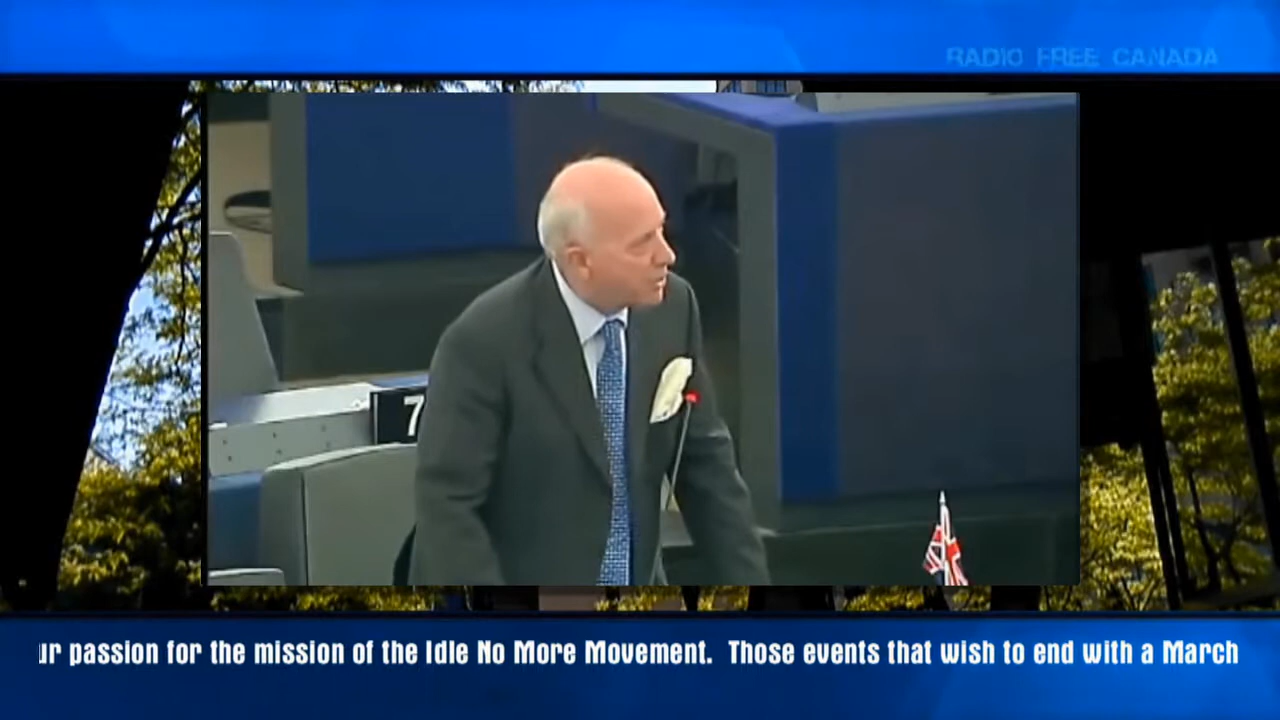 RADIO FREE CANADA
7
ur passion for the mission of the Idle No More Movement. Those events that wish to end with a March